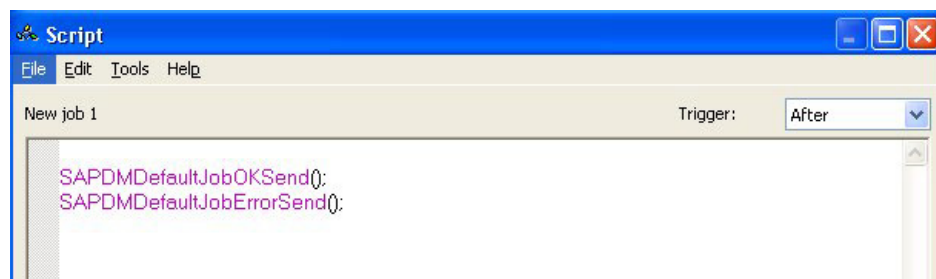 Script
File Edit Tools Help
New job 1 Trigger: After
SAPDMDefaultJobOKSend();
SAPDMDefaultJobErrorSend();